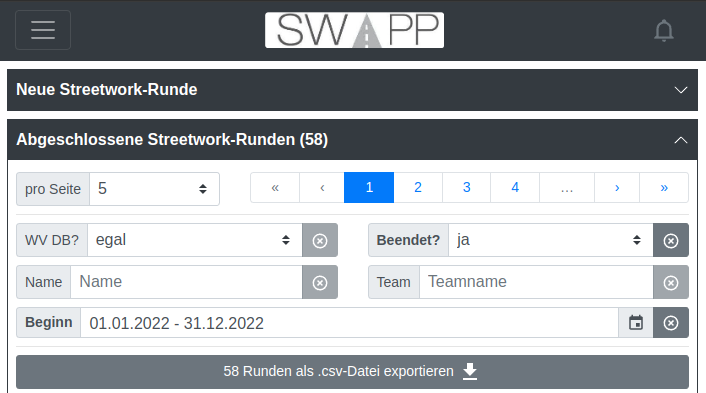 SWAPP
Neue Streetwork-Runde
Abgeschlossene Streetwork-Runden (58)
pro Seite 5 « ‹ 1 2 3 4 ... › »
WV DB? egal Beendet? ja
Name Name Team Teamname
Beginn 01.01.2022 - 31.12.2022
58 Runden als .csv-Datei exportieren